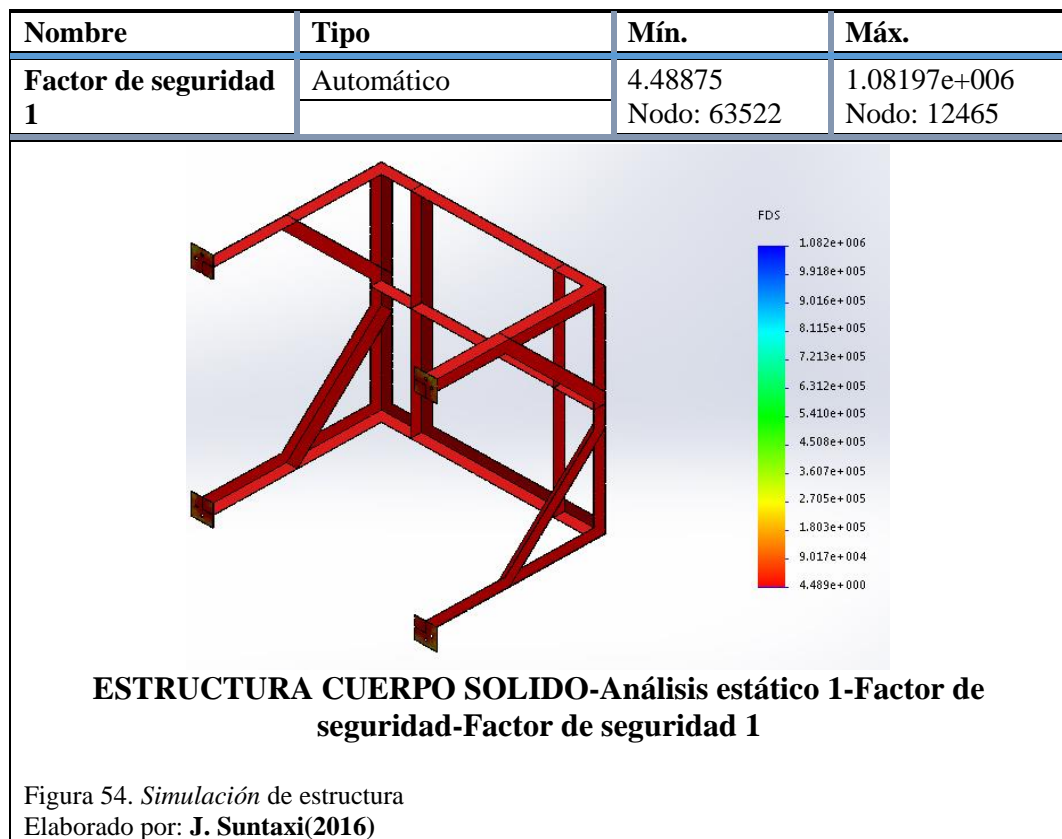 Nombre Tipo Mín. Máx.
Factor de seguridad 1 Automático 4.48875 1.08197e+006
Nodo: 63522 Nodo: 12465
FDS
1.082e+006
9.918e+005
9.016e+005
8.115e+005
7.213e+005
6.312e+005
5.410e+005
4.508e+005
3.607e+005
2.705e+005
1.803e+005
9.017e+004
4.489e+000
ESTRUCTURA CUERPO SOLIDO-Análisis estático 1-Factor de
seguridad-Factor de seguridad 1
Figura 54. Simulación de estructura
Elaborado por: J. Suntaxi(2016)